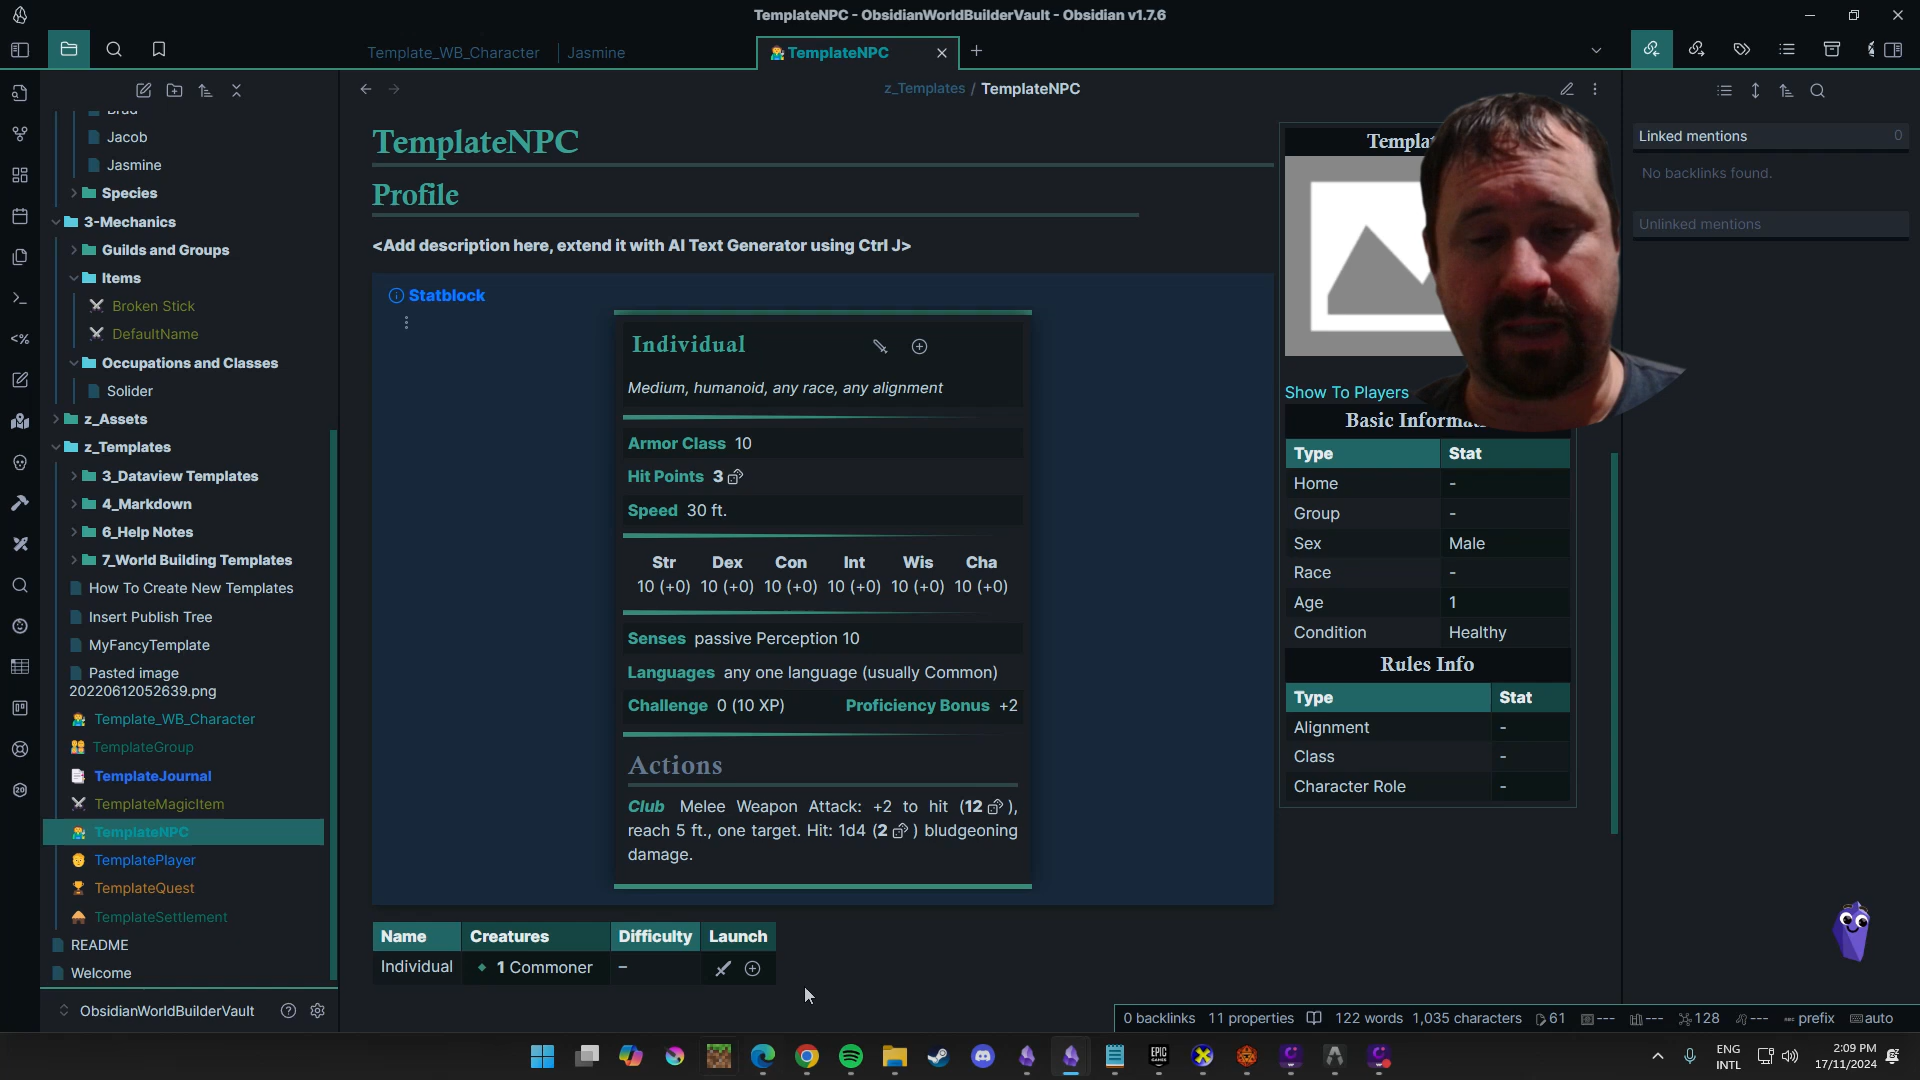 TemplateNPC - ObsidianWorldBuilderVault - Obsidian v1.7.6
Template_WB_Character
Jasmine
TemplateNPC
z_Templates / TemplateNPC
Jacob
Jasmine
Species
3-Mechanics
Guilds and Groups
Items
Broken Stick
DefaultName
Occupations and Classes
Solider
z_Assets
z_Templates
3_Dataview Templates
4_Markdown
6_Help Notes
7_World Building Templates
How To Create New Templates
Insert Publish Tree
MyFancyTemplate
Pasted image
20220612052639.png
Template_WB_Character
TemplateGroup
TemplateJournal
TemplateMagicItem
TemplateNPC
TemplatePlayer
TemplateQuest
TemplateSettlement
README
Welcome
ObsidianWorldBuilderVault
TemplateNPC
Profile
<Add description here, extend it with AI Text Generator using Ctrl J>
Statblock
Individual
Medium, humanoid, any race, any alignment
Armor Class 10
Hit Points 3
Speed 30 ft.
Str Dex Con Int Wis Cha
10 (+0) 10 (+0) 10 (+0) 10 (+0) 10 (+0) 10 (+0)
Senses passive Perception 10
Languages any one language (usually Common)
Challenge 0 (10 XP) Proficiency Bonus +2
Actions
Club Melee Weapon Attack: +2 to hit (12 ),
reach 5 ft., one target. Hit: 1d4 (2 ) bludgeoning
damage.
Name Creatures Difficulty Launch
Individual 1 Commoner –
Show To Players
Type Stat
Home -
Group -
Sex Male
Race -
Age 1
Condition Healthy
Rules Info
Type Stat
Alignment -
Class -
Character Role -
Linked mentions 0
No backlinks found.
Unlinked mentions
0 backlinks 11 properties 122 words 1,035 characters 61 --- --- 128 --- prefix auto
ENG
INTL
2:09 PM
17/11/2024